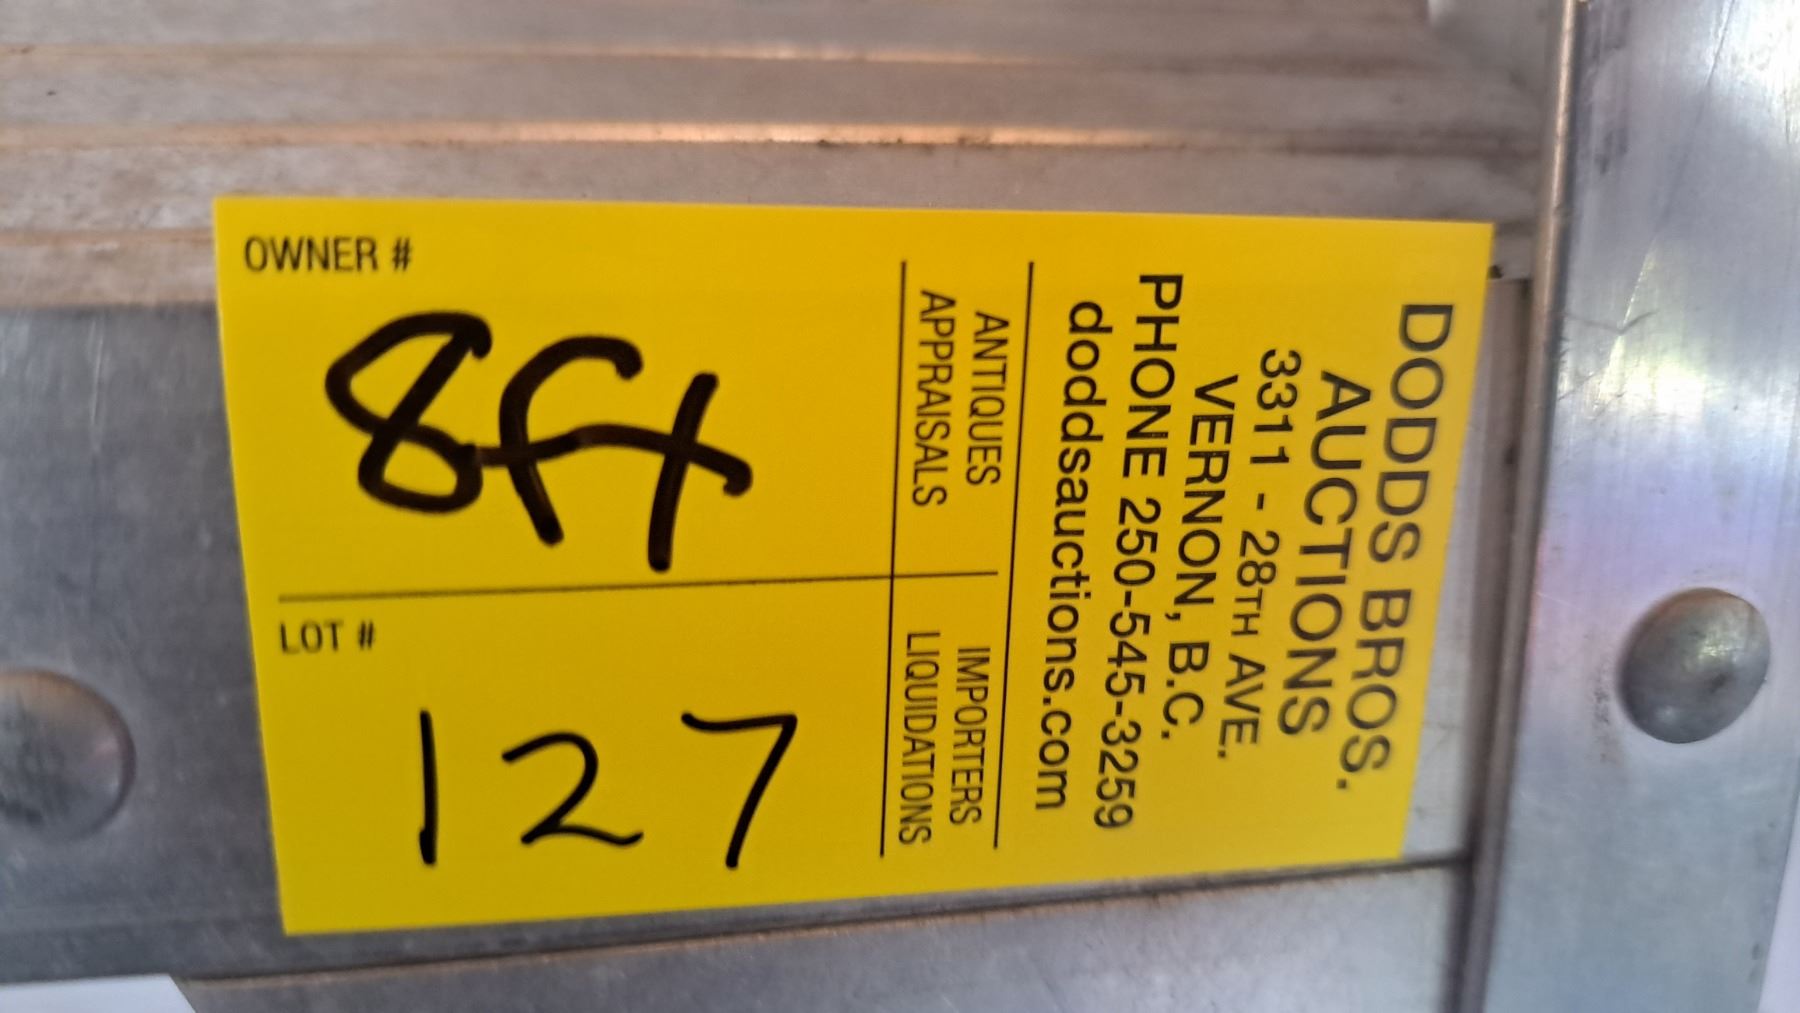 DODDS BROS.
AUCTIONS
3311 - 28TH AVE.
VERNON, B.C.
PHONE 250-545-3259
doddsauctions.com
ANTIQUES
APPRAISALS
IMPORTERS
LIQUIDATIONS
OWNER #
8ft
LOT #
127